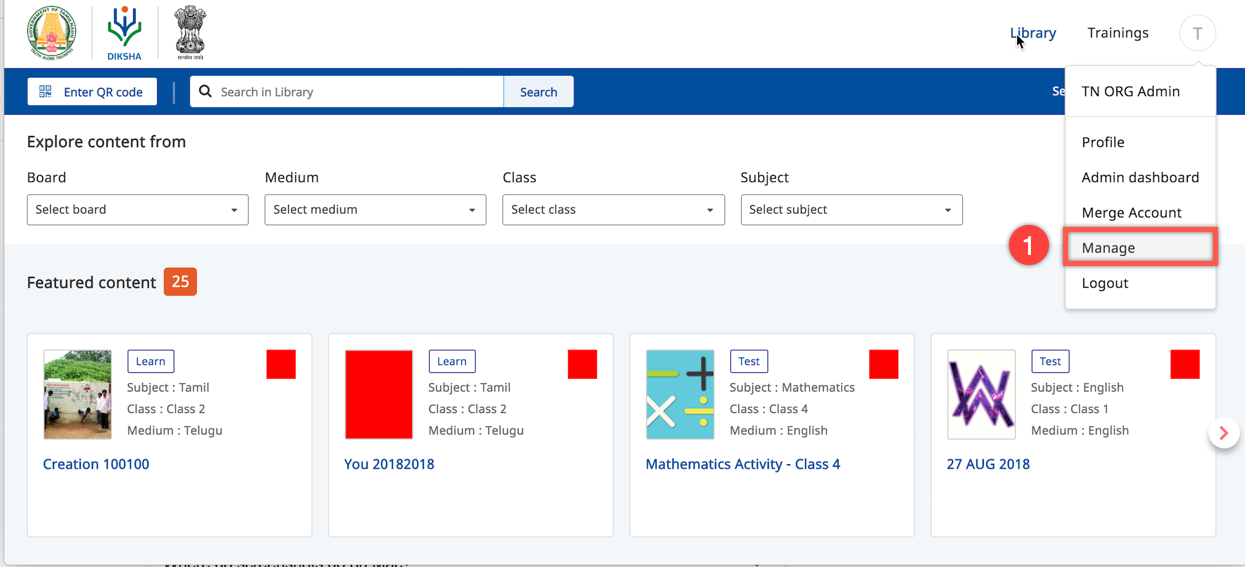 DIKSHA
सत्यमेव जयते
Library
Trainings
T
Enter QR code
Search in Library
Search
Se
TN ORG Admin
Profile
Admin dashboard
Merge Account
1
Manage
Logout
Explore content from
Board
Medium
Class
Subject
Select board
Select medium
Select class
Select subject
Featured content 25
Learn
Subject : Tamil
Class : Class 2
Medium : Telugu
Creation 100100
Learn
Subject : Tamil
Class : Class 2
Medium : Telugu
You 20182018
Test
Subject : Mathematics
Class : Class 4
Medium : English
Mathematics Activity - Class 4
Test
Subject : English
Class : Class 1
Medium : English
27 AUG 2018